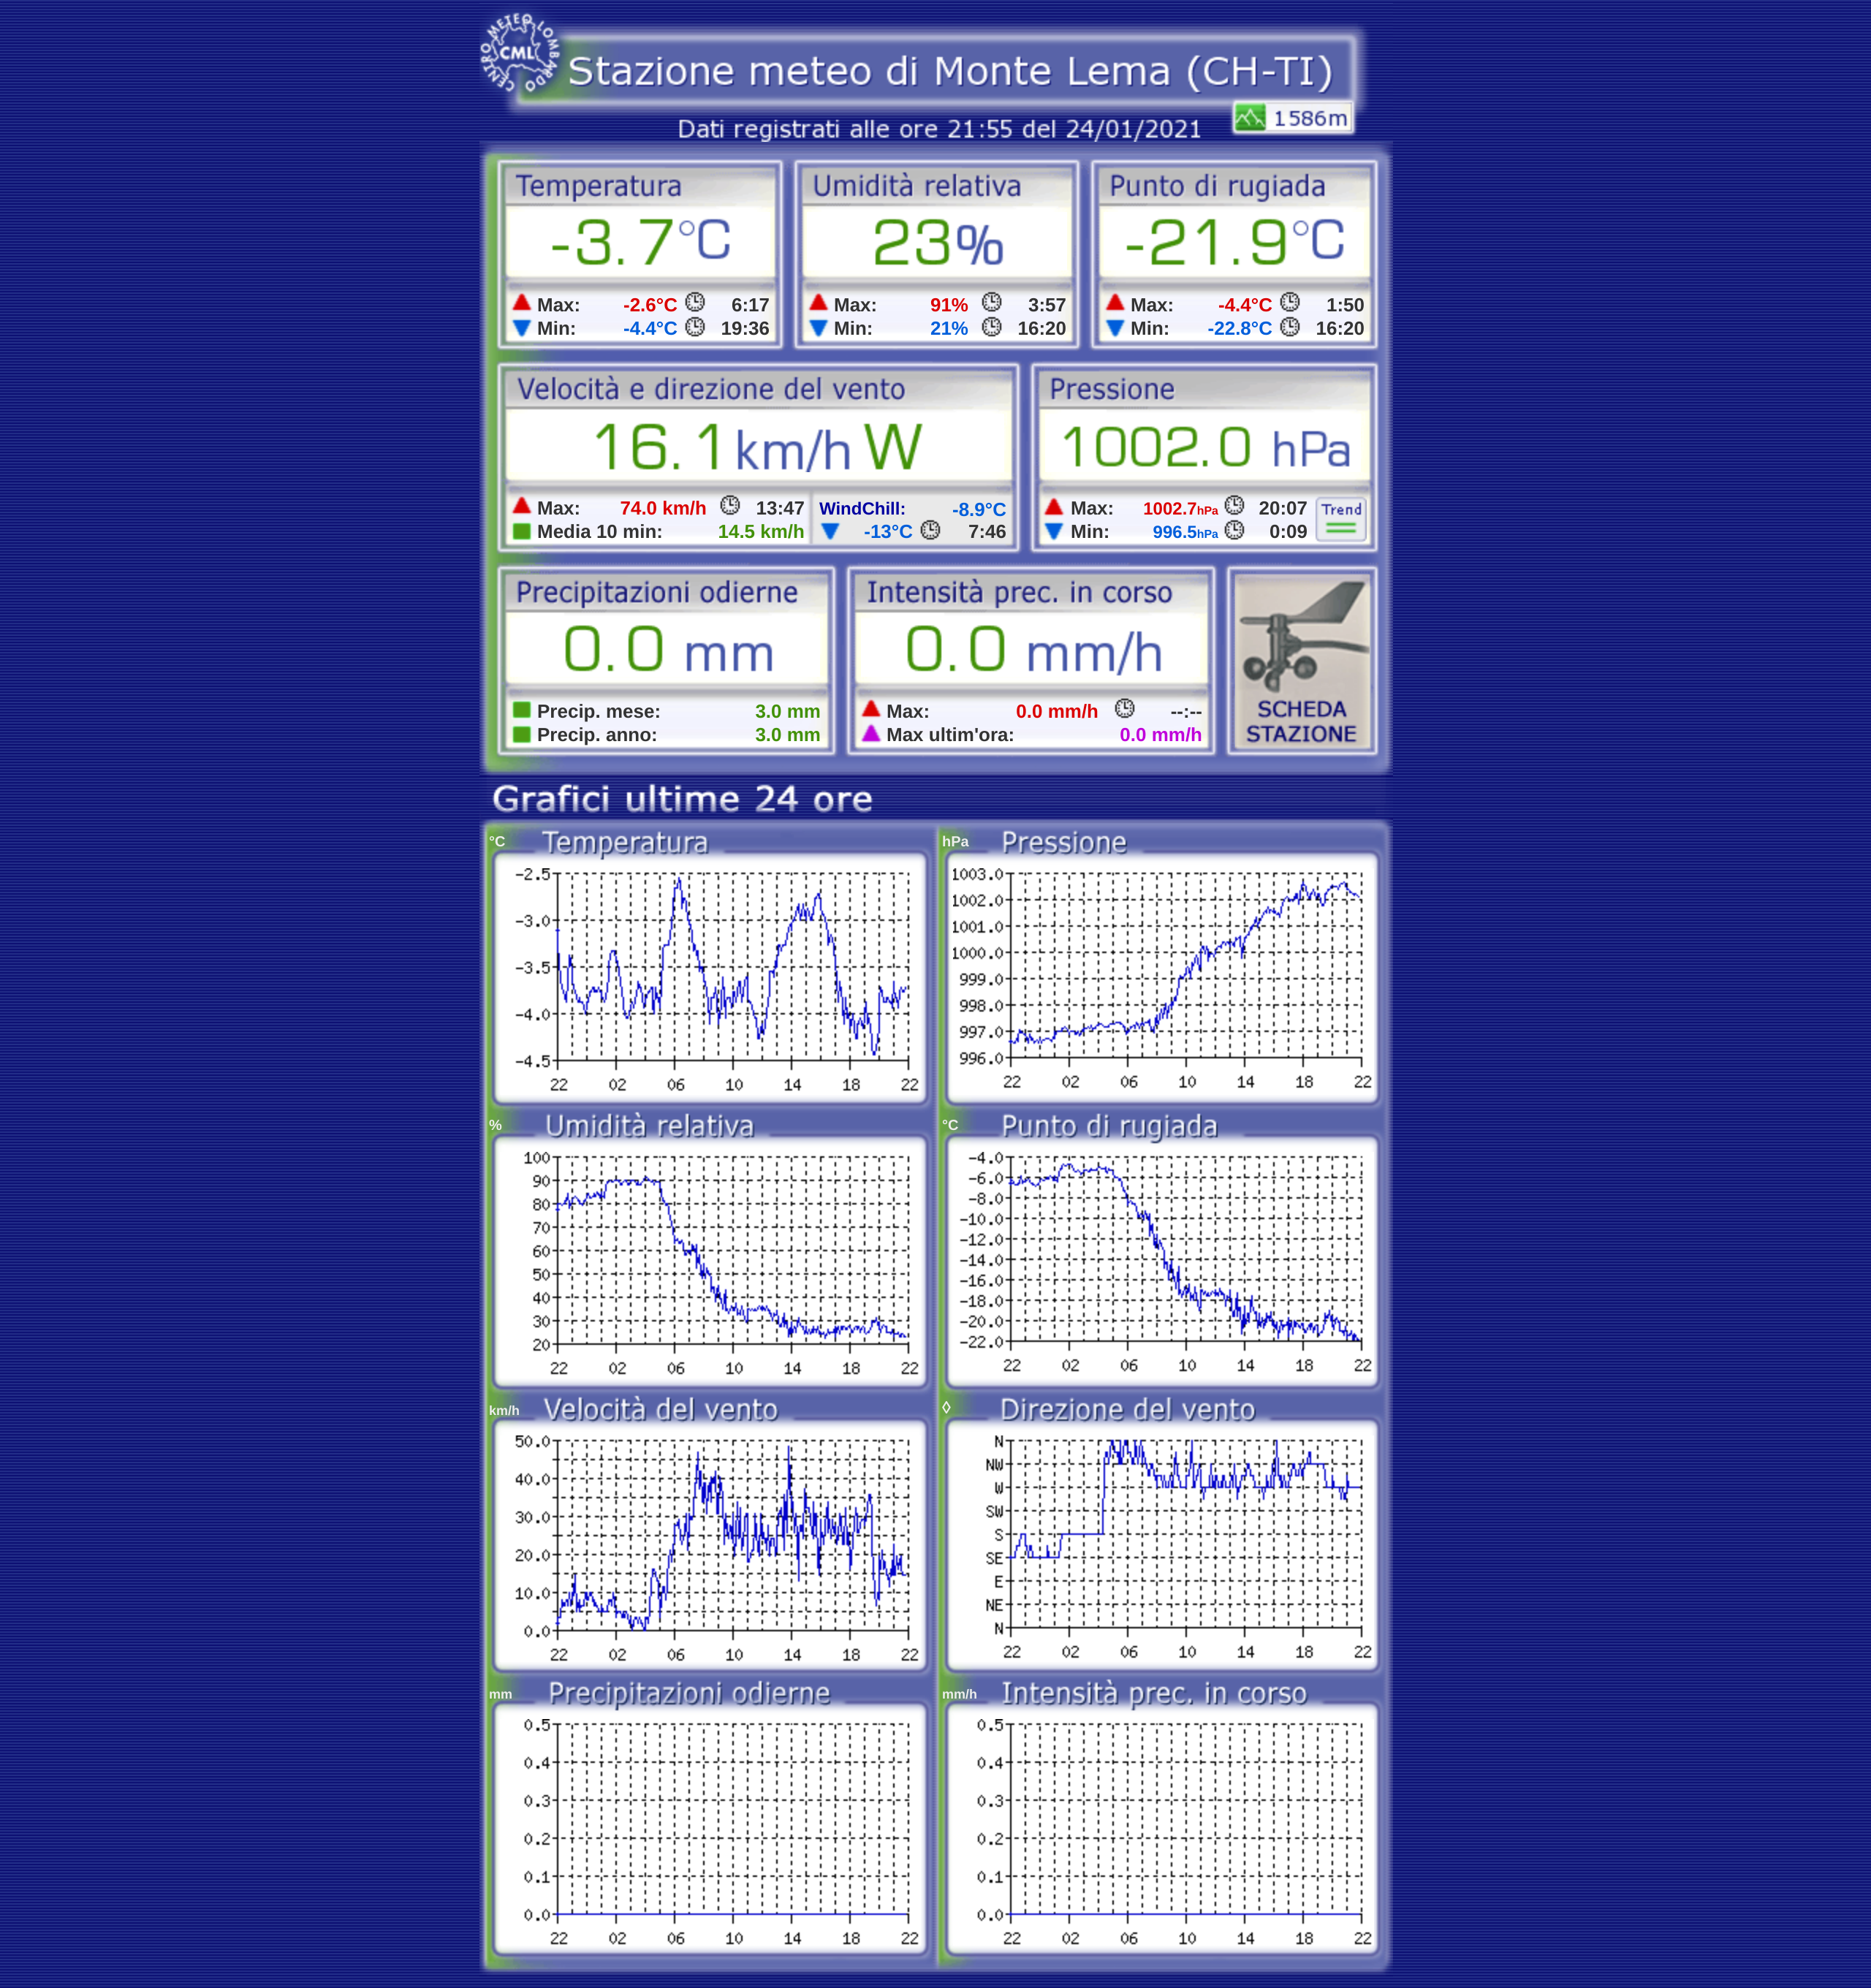 CENTRO METEO LOMBARDO
CML
Stazione meteo di Monte Lema (CH-TI)
1586m
Dati registrati alle ore 21:55 del 24/01/2021
Temperatura
-3.7°C
Max: -2.6°C 6:17
Min: -4.4°C 19:36
Umidità relativa
23%
Max: 91% 3:57
Min: 21% 16:20
Punto di rugiada
-21.9°C
Max: -4.4°C 1:50
Min: -22.8°C 16:20
Velocità e direzione del vento
16.1 km/h W
Max: 74.0 km/h 13:47
Media 10 min: 14.5 km/h
WindChill: -8.9°C
-13°C 7:46
Pressione
1002.0 hPa
Max: 1002.7hPa 20:07
Min: 996.5hPa 0:09
Trend
Precipitazioni odierne
0.0 mm
Precip. mese: 3.0 mm
Precip. anno: 3.0 mm
Intensità prec. in corso
0.0 mm/h
Max: 0.0 mm/h --:--
Max ultim'ora: 0.0 mm/h
SCHEDA
STAZIONE
Grafici ultime 24 ore
°C Temperatura
-2.5
-3.0
-3.5
-4.0
-4.5
22 02 06 10 14 18 22
hPa Pressione
1003.0
1002.0
1001.0
1000.0
999.0
998.0
997.0
996.0
22 02 06 10 14 18 22
% Umidità relativa
100
90
80
70
60
50
40
30
20
22 02 06 10 14 18 22
°C Punto di rugiada
-4.0
-6.0
-8.0
-10.0
-12.0
-14.0
-16.0
-18.0
-20.0
-22.0
22 02 06 10 14 18 22
km/h Velocità del vento
50.0
40.0
30.0
20.0
10.0
0.0
22 02 06 10 14 18 22
◊ Direzione del vento
N
NW
W
SW
S
SE
E
NE
N
22 02 06 10 14 18 22
mm Precipitazioni odierne
0.5
0.4
0.3
0.2
0.1
0.0
22 02 06 10 14 18 22
mm/h Intensità prec. in corso
0.5
0.4
0.3
0.2
0.1
0.0
22 02 06 10 14 18 22